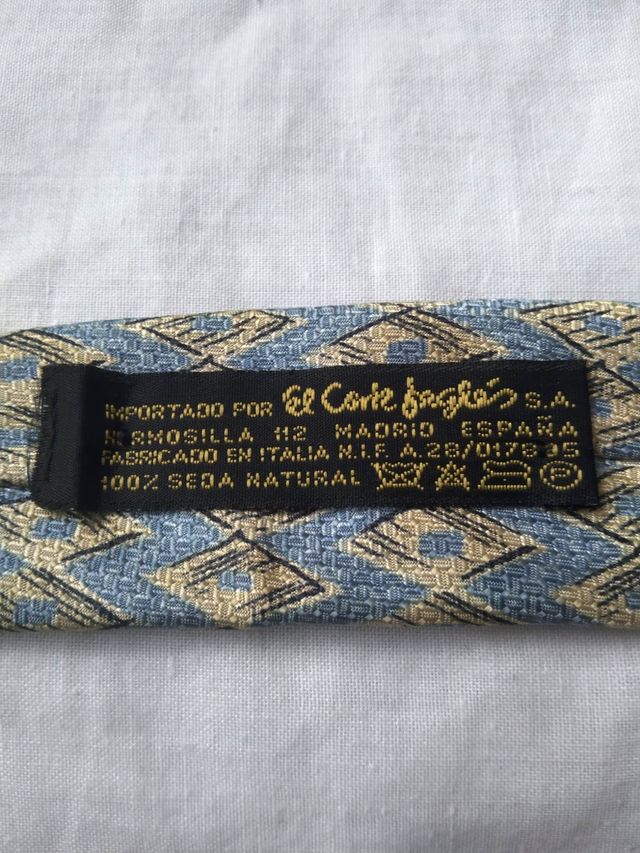 IMPORTADO POR El Corte Inglés S.A.
HERMOSILLA 112 MADRID ESPAÑA
FABRICADO EN ITALIA N.I.F. A.28/017895
100% SEDA NATURAL P